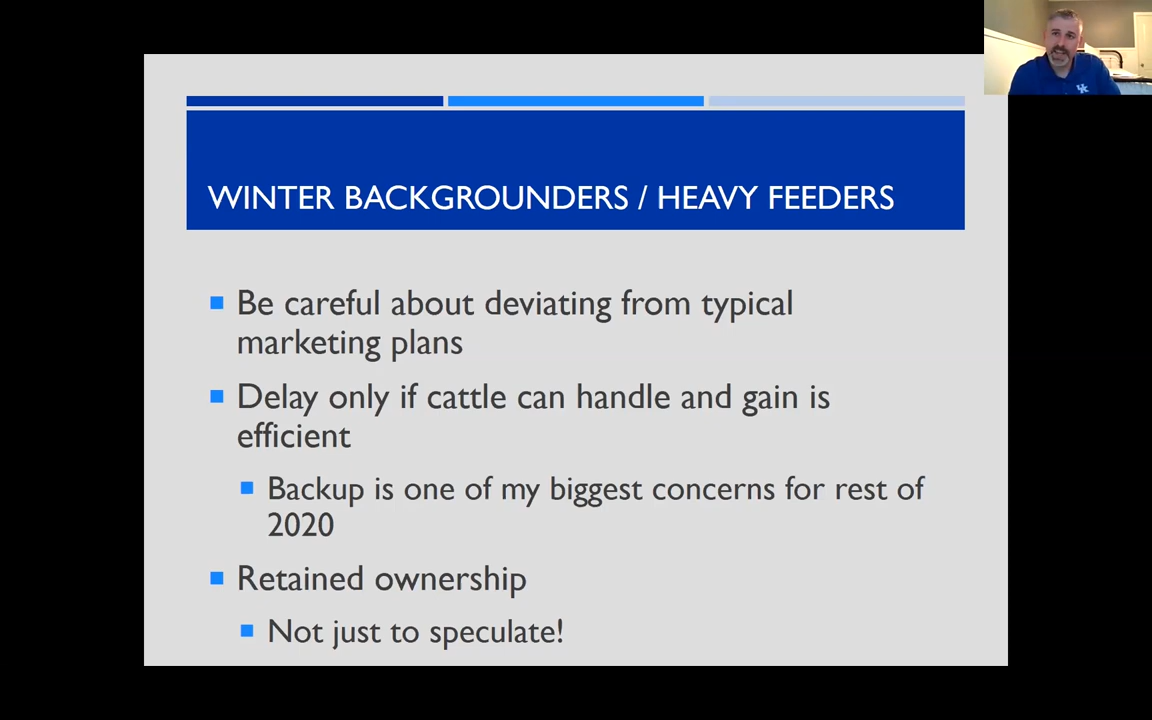 WINTER BACKGROUNDERS / HEAVY FEEDERS
Be careful about deviating from typical
marketing plans
Delay only if cattle can handle and gain is
efficient
Backup is one of my biggest concerns for rest of
2020
Retained ownership
Not just to speculate!
UK